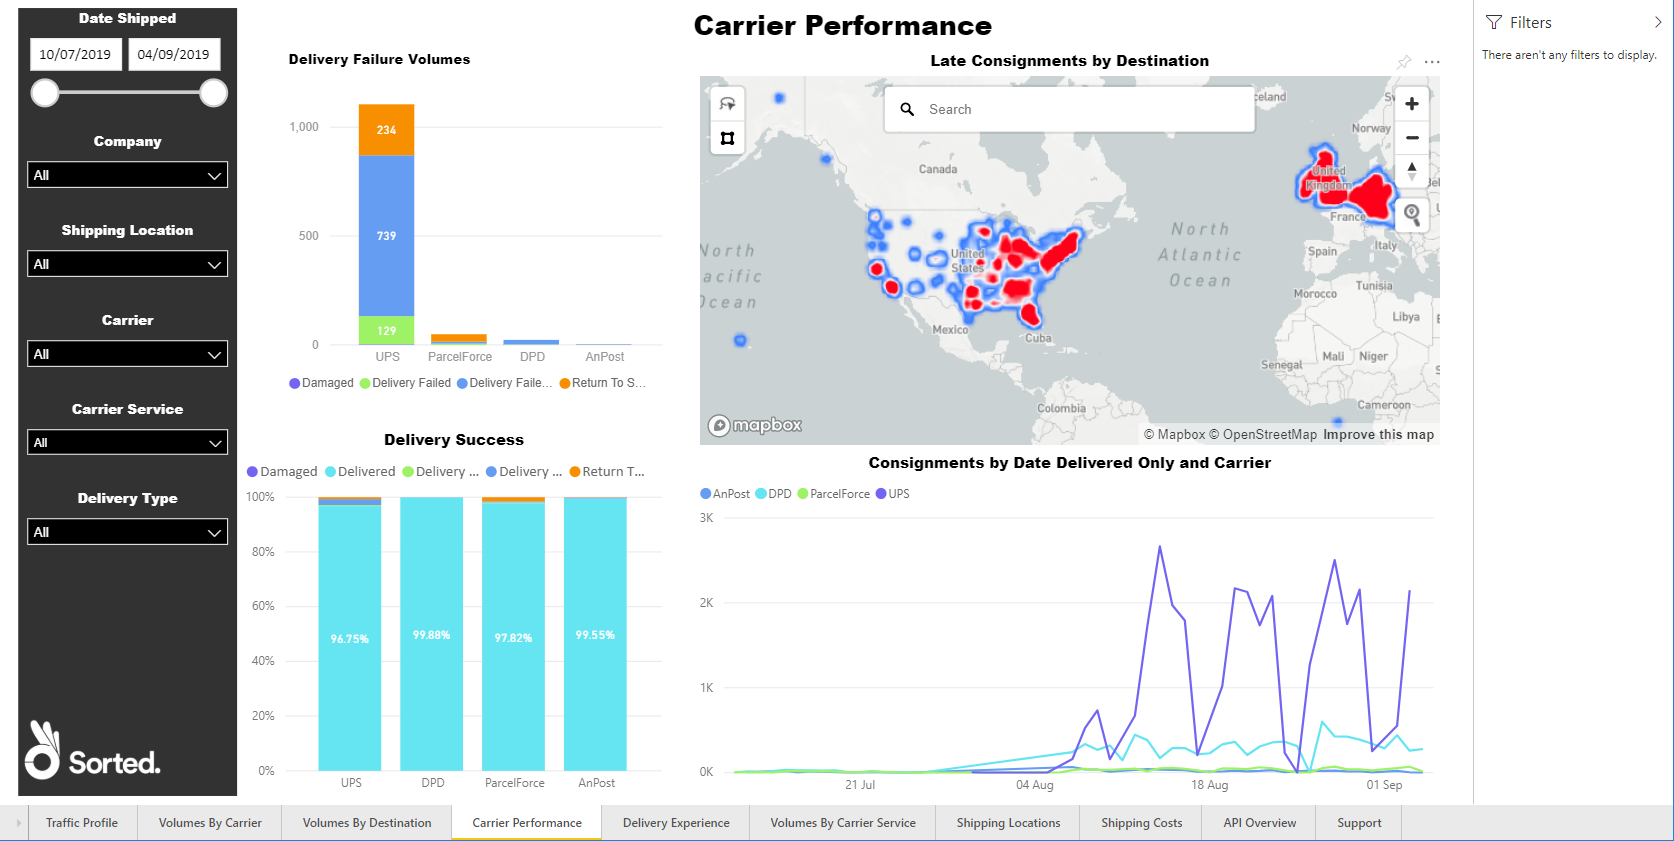 Date Shipped
10/07/2019
04/09/2019
Company
All
Shipping Location
All
Carrier
All
Carrier Service
All
Delivery Type
All
Sorted.
Carrier Performance
Delivery Failure Volumes
1,000
500
0
234
739
129
UPS
ParcelForce
DPD
AnPost
Damaged
Delivery Failed
Delivery Faile...
Return To S...
Delivery Success
Damaged
Delivered
Delivery ...
Delivery ...
Return T...
100%
80%
60%
40%
20%
0%
96.75%
99.88%
97.82%
99.55%
UPS
DPD
ParcelForce
AnPost
Late Consignments by Destination
Search
Canada
United
States
Mexico
Cuba
Colombia
North
Atlantic
Ocean
North
acific
cean
celand
Norway
United
Kingdom
France
Spain
Italy
Morocco
Tunisia
Libya
Mali
Niger
Senegal
Cameroon
mapbox
© Mapbox © OpenStreetMap Improve this map
Consignments by Date Delivered Only and Carrier
AnPost
DPD
ParcelForce
UPS
3K
2K
1K
0K
21 Jul
04 Aug
18 Aug
01 Sep
Filters
There aren't any filters to display.
Traffic Profile
Volumes By Carrier
Volumes By Destination
Carrier Performance
Delivery Experience
Volumes By Carrier Service
Shipping Locations
Shipping Costs
API Overview
Support